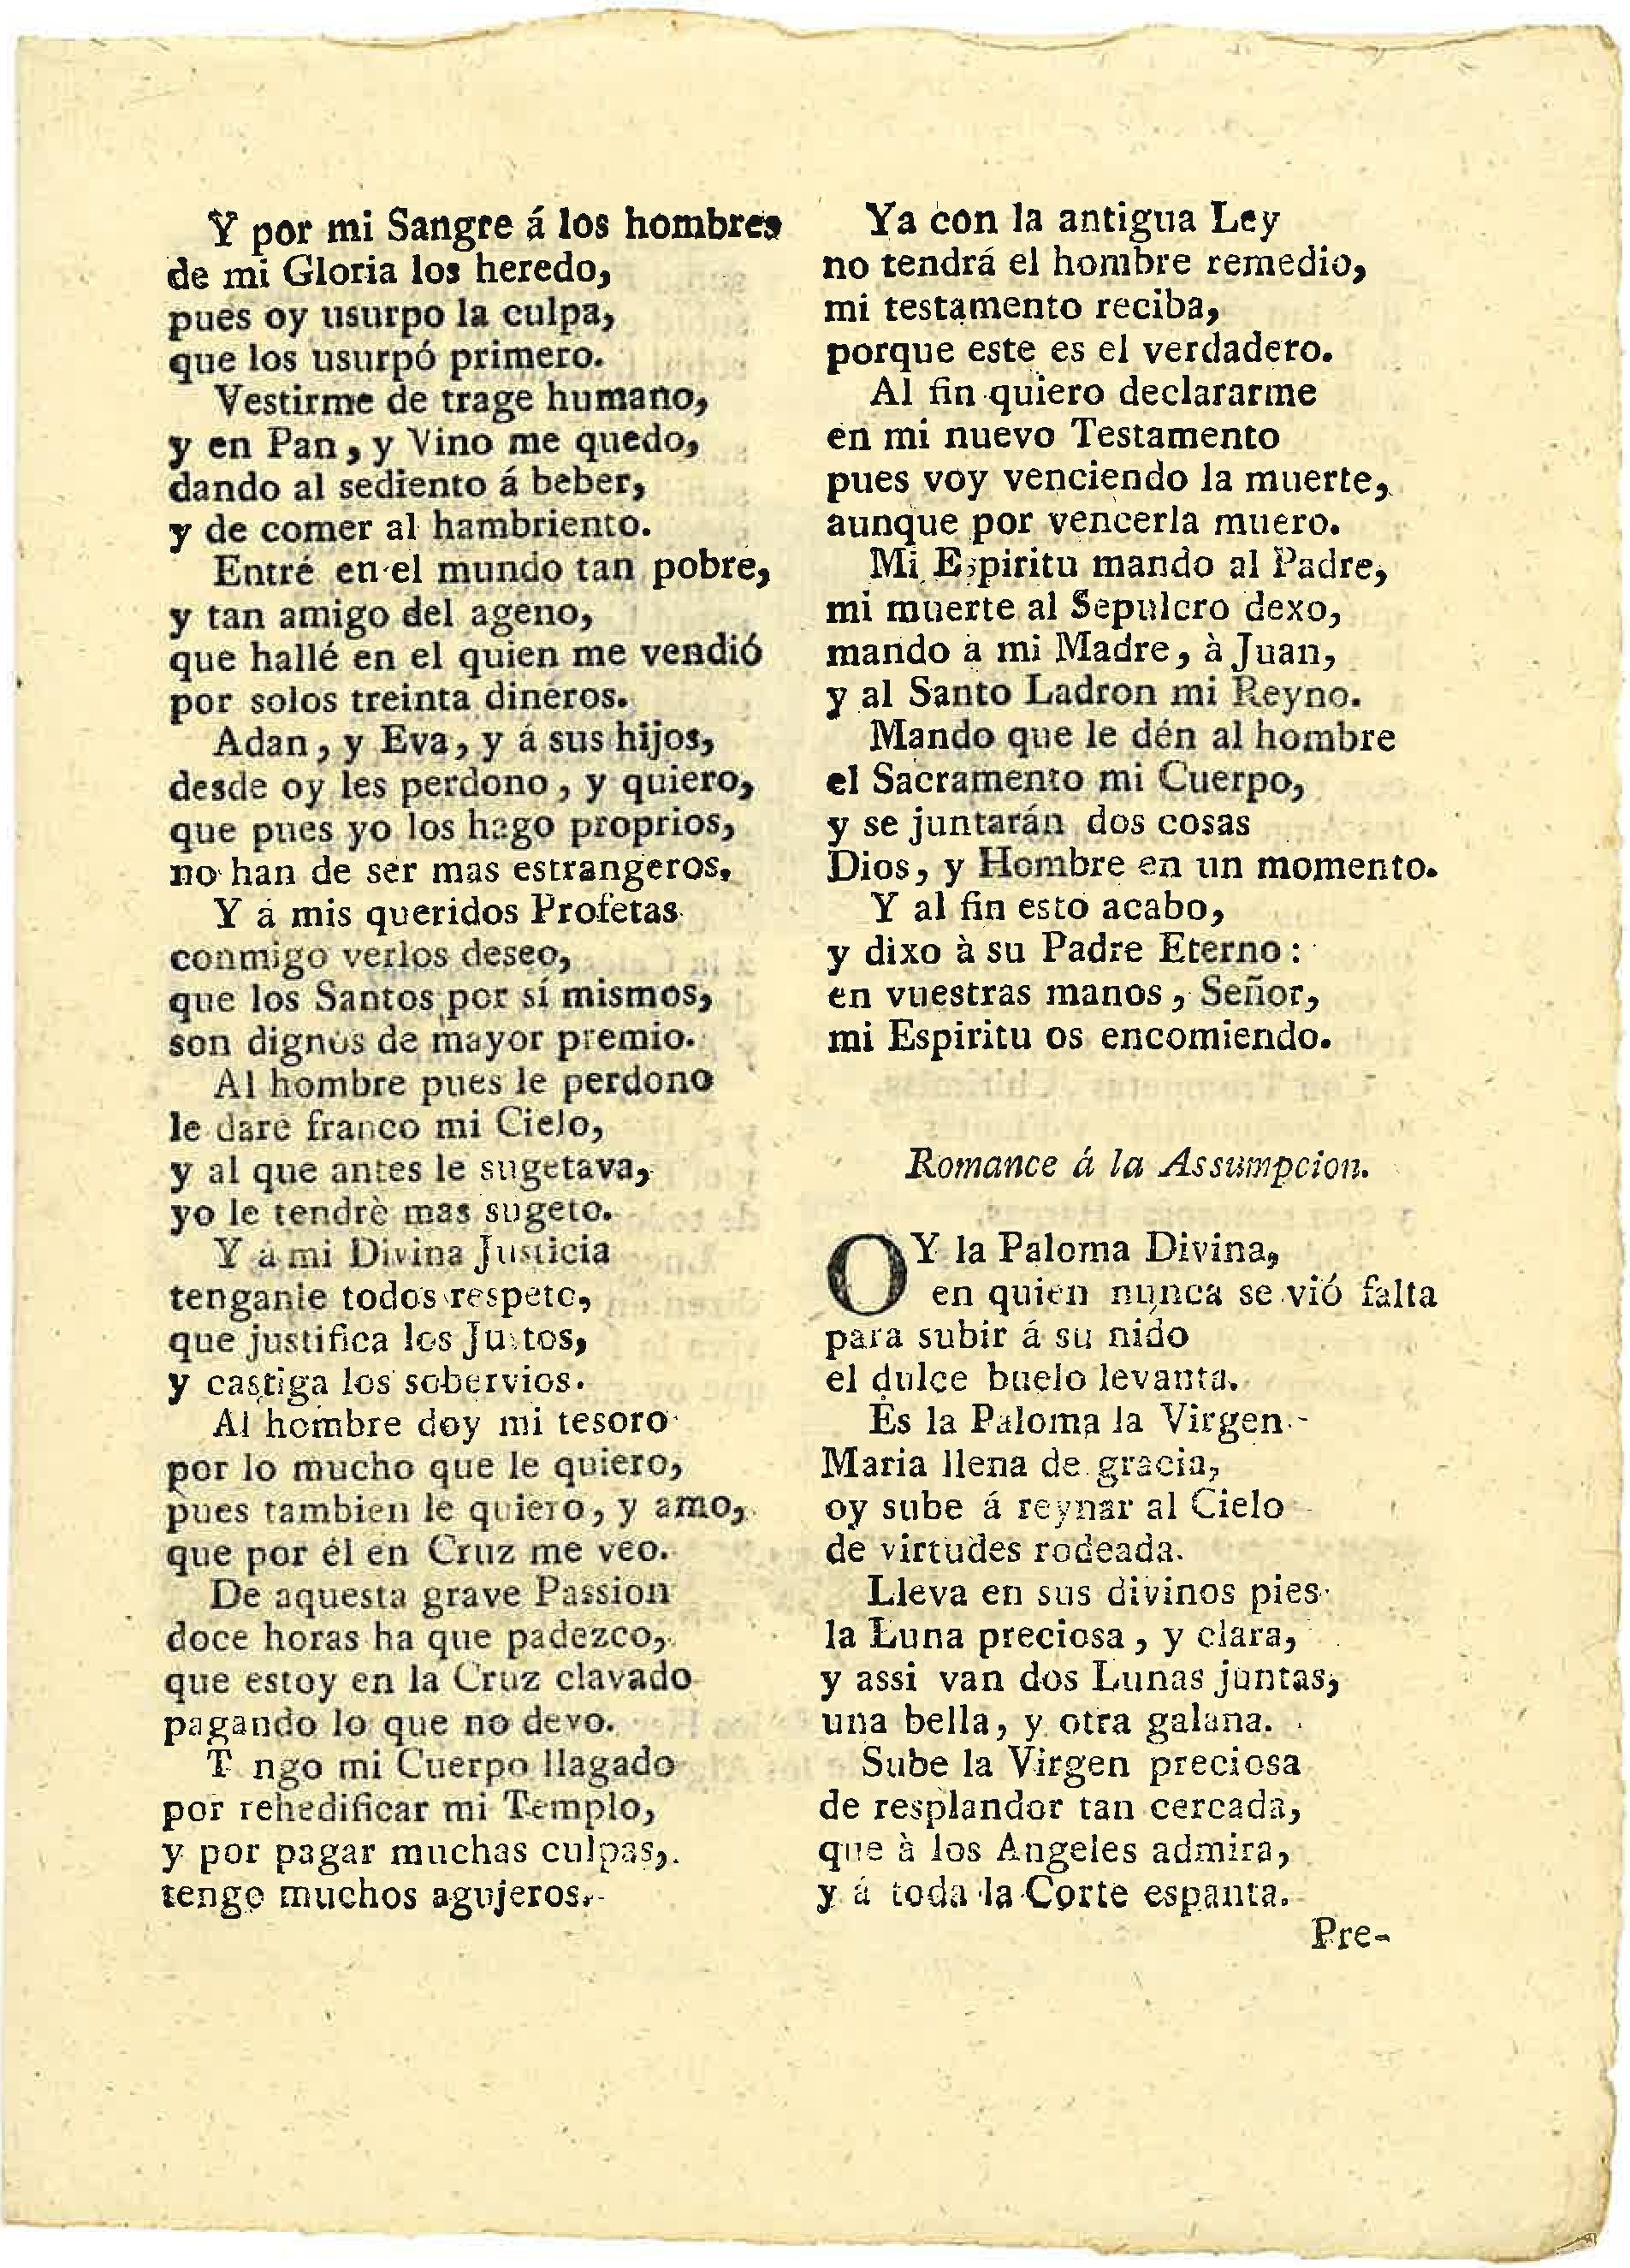 Y por mi Sangre á los hombres
de mi Gloria los heredo,
pues oy usurpo la culpa,
que los usurpó primero.
Vestirme de trage humano,
y en Pan, y Vino me quedo,
dando al sediento á beber,
y de comer al hambriento.
Entré en el mundo tan pobre,
y tan amigo del ageno,
que hallé en el quien me vendió
por solos treinta dineros.
Adan, y Eva, y á sus hijos,
desde oy les perdono, y quiero,
que pues yo los hago proprios,
no han de ser mas estrangeros.
Y á mis queridos Profetas
conmigo verlos deseo,
que los Santos por sí mismos,
son dignos de mayor premio.
Al hombre pues le perdono
le daré franco mi Cielo,
y al que antes le sugetava,
yo le tendrè mas sugeto.
Y á mi Divina Justicia
tenganle todos respeto,
que justifica los Justos,
y castiga los sobervios.
Al hombre doy mi tesoro
por lo mucho que le quiero,
pues tambien le quiero, y amo,
que por él en Cruz me veo.
De aquesta grave Passion
doce horas ha que padezco,
que estoy en la Cruz clavado
pagando lo que no devo.
T ngo mi Cuerpo llagado
por rehedificar mi Templo,
y por pagar muchas culpas,
tengo muchos agujeros.
Ya con la antigua Ley
no tendrá el hombre remedio,
mi testamento reciba,
porque este es el verdadero.
Al fin quiero declararme
en mi nuevo Testamento
pues voy venciendo la muerte,
aunque por vencerla muero.
Mi Espiritu mando al Padre,
mi muerte al Sepulcro dexo,
mando a mi Madre, à Juan,
y al Santo Ladron mi Reyno.
Mando que le dén al hombre
el Sacramento mi Cuerpo,
y se juntarán dos cosas
Dios, y Hombre en un momento.
Y al fin esto acabo,
y dixo à su Padre Eterno:
en vuestras manos, Señor,
mi Espiritu os encomiendo.
Romance á la Assumpcion.
OY la Paloma Divina,
en quien nunca se vió falta
para subir á su nido
el dulce buelo levanta.
Es la Paloma la Virgen
Maria llena de gracia,
oy sube á reynar al Cielo
de virtudes rodeada.
Lleva en sus divinos pies
la Luna preciosa, y clara,
y assi van dos Lunas juntas,
una bella, y otra galana.
Sube la Virgen preciosa
de resplandor tan cercada,
que à los Angeles admira,
y á toda la Corte espanta.
Pre-